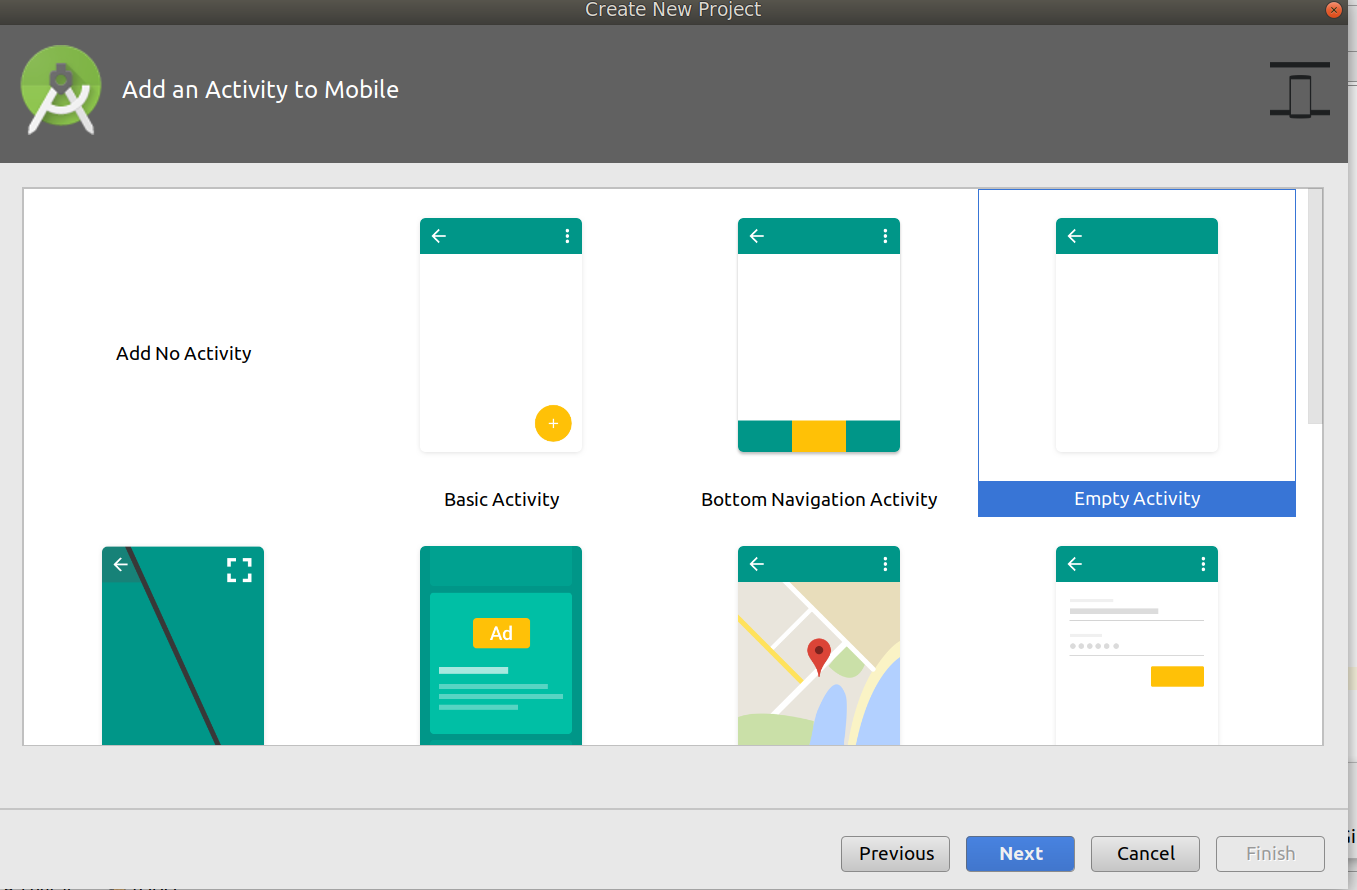 Create New Project
Add an Activity to Mobile
Add No Activity
Basic Activity
Bottom Navigation Activity
Empty Activity
Ad
Previous
Next
Cancel
Finish